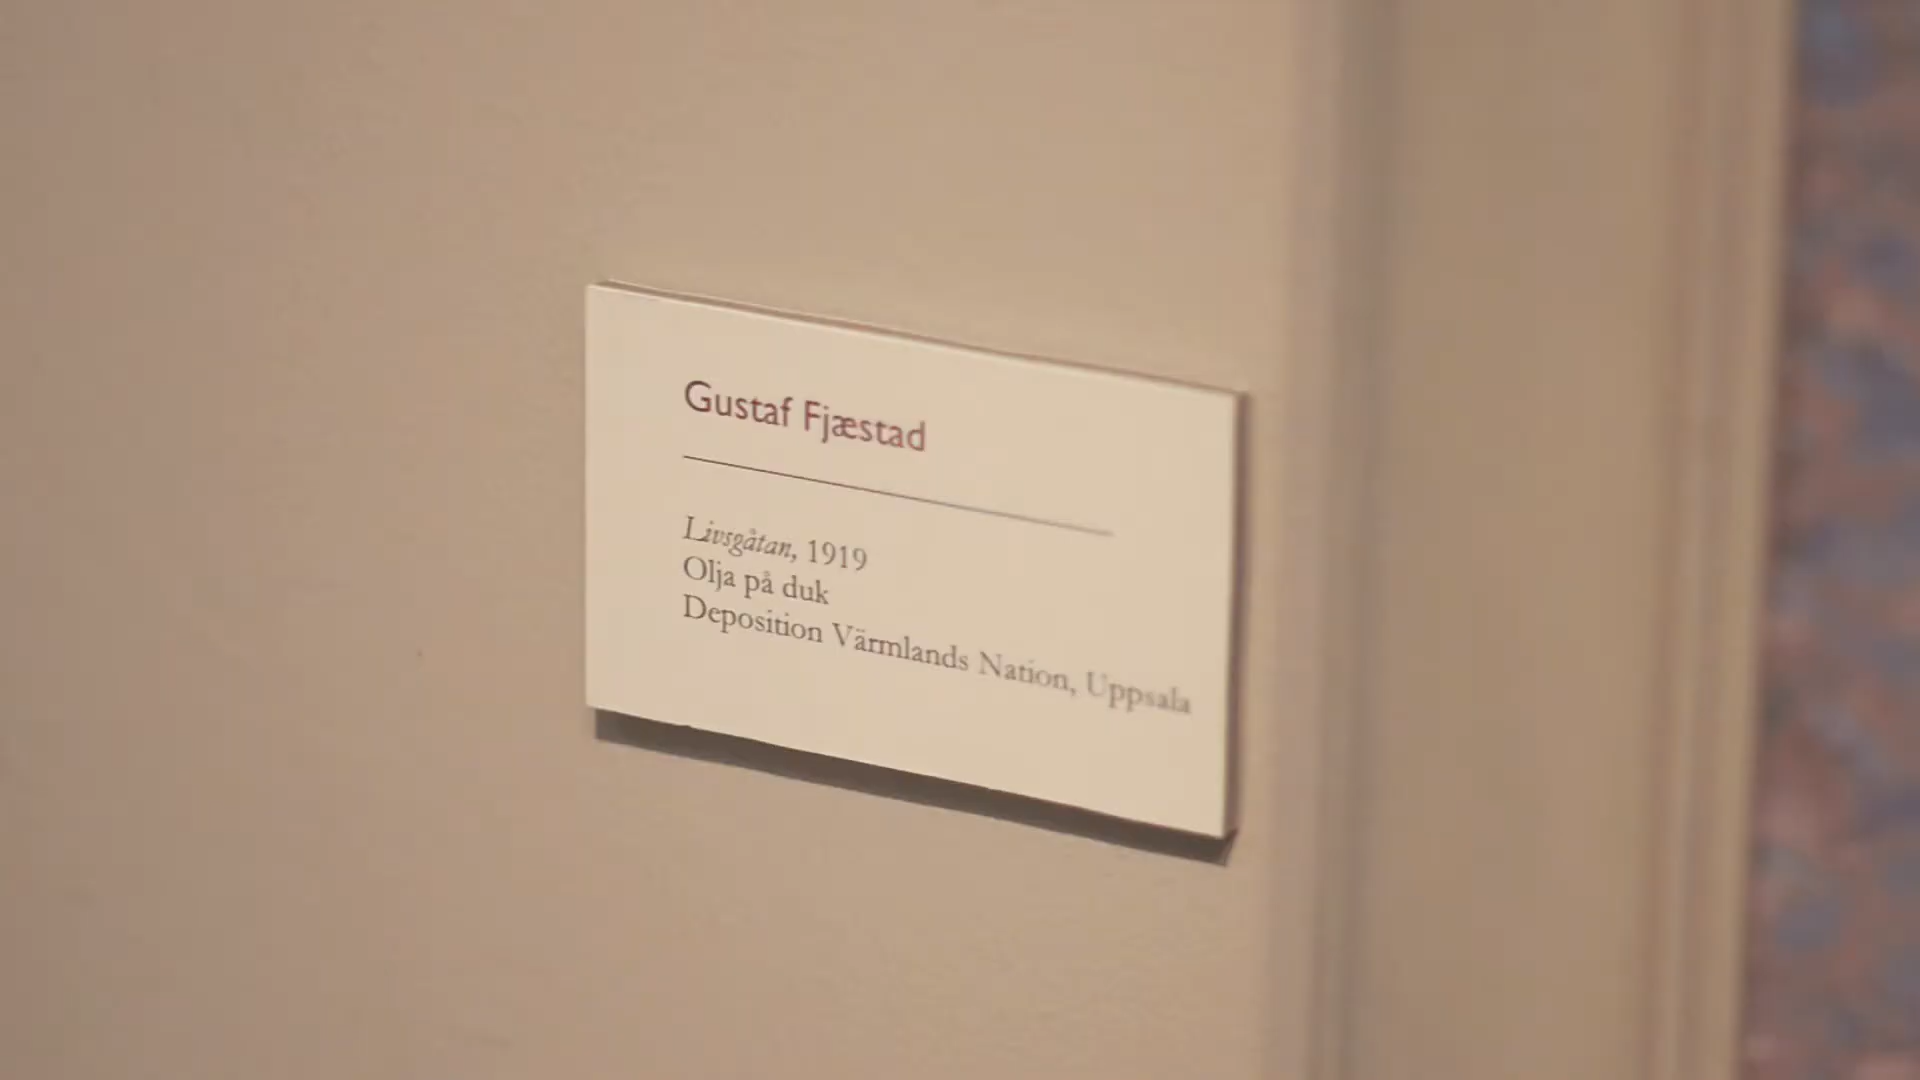 Gustaf Fjæstad
Livsgåtan, 1919
Olja på duk
Deposition Värmlands Nation, Uppsala